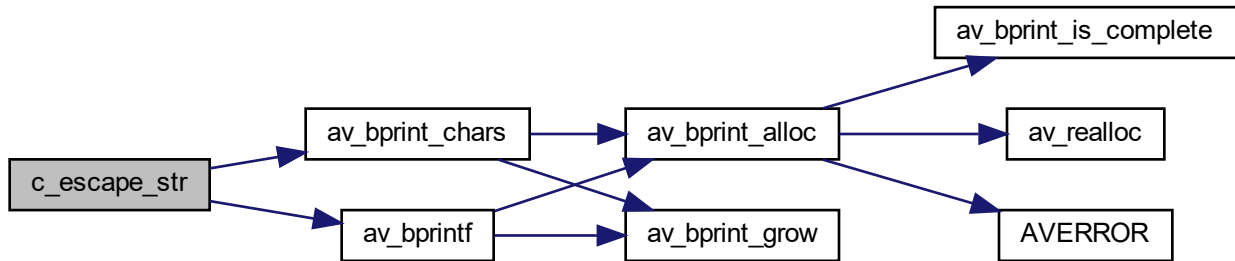 av_bprint_is_complete
av_bprint_chars
av_bprint_alloc
av_realloc
c_escape_str
av_bprintf
av_bprint_grow
AVERROR